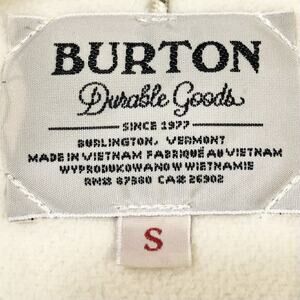 BURTON
Durable Goods
SINCE 1977
BURLINGTON, VERMONT
MADE IN VIETNAM FABRIQUÉ AU VIETNAM
WYPRODUKOWANO W WIETNAMIE
RN# 87580 CA# 26902
S